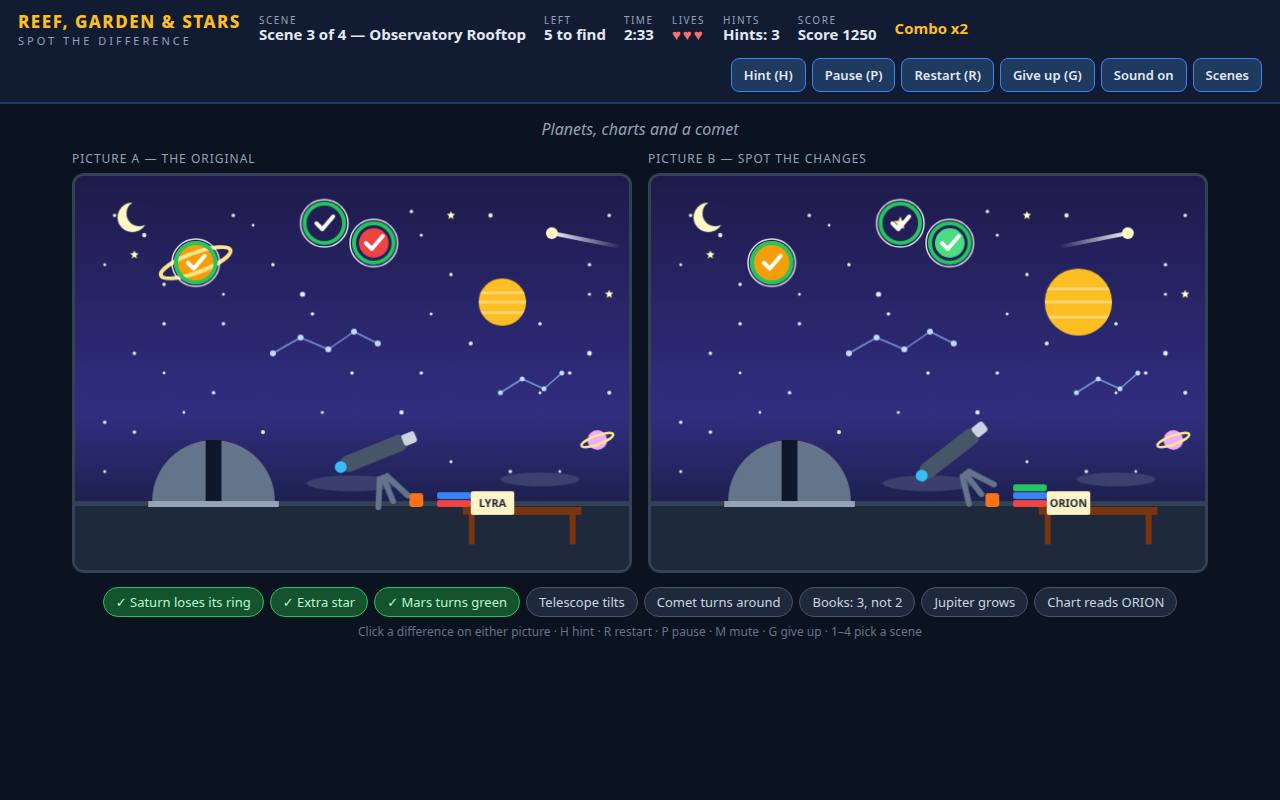 REEF, GARDEN & STARS
SPOT THE DIFFERENCE
SCENE
Scene 3 of 4 — Observatory Rooftop
LEFT
5 to find
TIME
2:33
LIVES
♥♥♥
HINTS
Hints: 3
SCORE
Score 1250
Combo x2
Hint (H)
Pause (P)
Restart (R)
Give up (G)
Sound on
Scenes
Planets, charts and a comet
PICTURE A — THE ORIGINAL
PICTURE B — SPOT THE CHANGES
LYRA
ORION
✓ Saturn loses its ring
✓ Extra star
✓ Mars turns green
Telescope tilts
Comet turns around
Books: 3, not 2
Jupiter grows
Chart reads ORION
Click a difference on either picture · H hint · R restart · P pause · M mute · G give up · 1–4 pick a scene